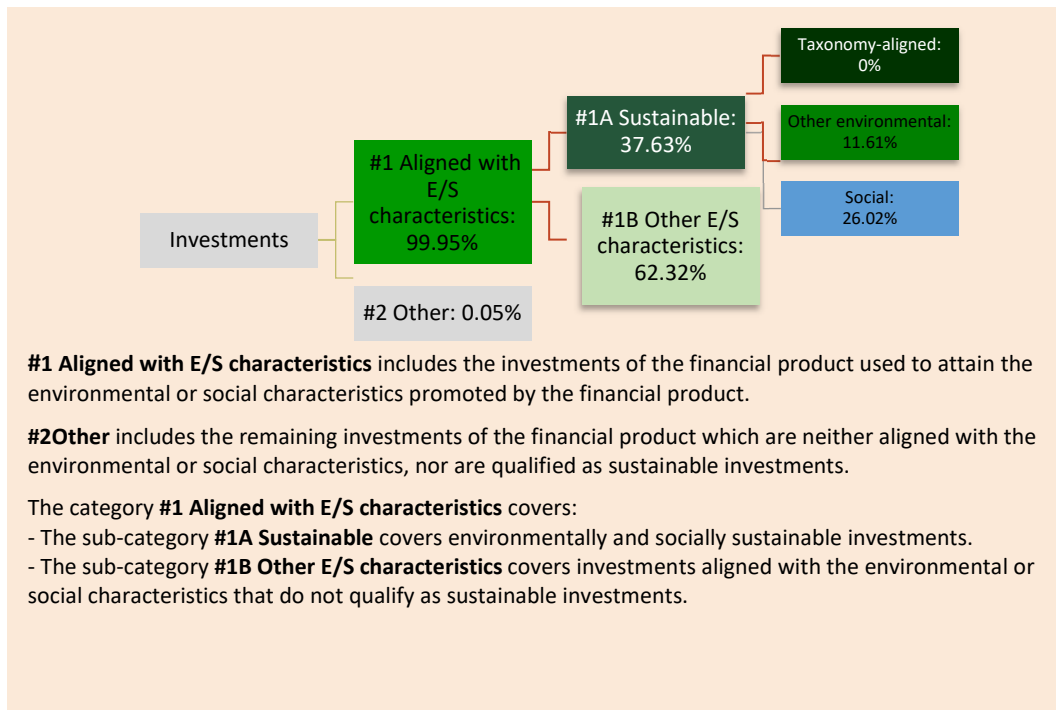 Investments
#1 Aligned with
E/S
characteristics:
99.95%
#2 Other: 0.05%
#1A Sustainable:
37.63%
#1B Other E/S
characteristics:
62.32%
Taxonomy-aligned:
0%
Other environmental:
11.61%
Social:
26.02%
#1 Aligned with E/S characteristics includes the investments of the financial product used to attain the
environmental or social characteristics promoted by the financial product.
#2Other includes the remaining investments of the financial product which are neither aligned with the
environmental or social characteristics, nor are qualified as sustainable investments.
The category #1 Aligned with E/S characteristics covers:
- The sub-category #1A Sustainable covers environmentally and socially sustainable investments.
- The sub-category #1B Other E/S characteristics covers investments aligned with the environmental or
social characteristics that do not qualify as sustainable investments.